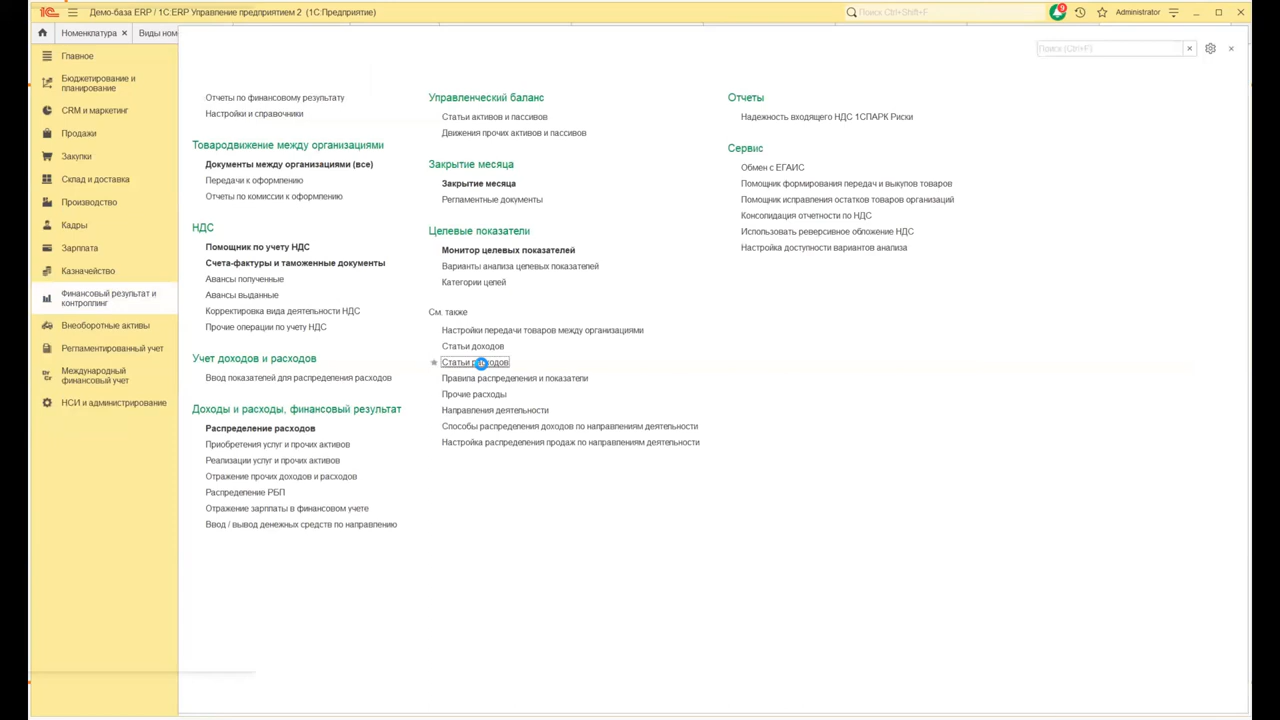 Демо-база ERP / 1С:ERP Управление предприятием 2 (1С:Предприятие)
Поиск Ctrl+Shift+F
9
Administrator
Номенклатура
Виды ном
Главное
Бюджетирование и
планирование
CRM и маркетинг
Продажи
Закупки
Склад и доставка
Производство
Кадры
Зарплата
Казначейство
Финансовый результат и
контроллинг
Внеоборотные активы
Регламентированный учет
Международный
финансовый учет
НСИ и администрирование
Поиск (Ctrl+F)
Отчеты по финансовому результату
Настройки и справочники
Товародвижение между организациями
Документы между организациями (все)
Передачи к оформлению
Отчеты по комиссии к оформлению
НДС
Помощник по учету НДС
Счета-фактуры и таможенные документы
Авансы полученные
Авансы выданные
Корректировка вида деятельности НДС
Прочие операции по учету НДС
Учет доходов и расходов
Ввод показателей для распределения расходов
Доходы и расходы, финансовый результат
Распределение расходов
Приобретения услуг и прочих активов
Реализации услуг и прочих активов
Отражение прочих доходов и расходов
Распределение РБП
Отражение зарплаты в финансовом учете
Ввод / вывод денежных средств по направлению
Управленческий баланс
Статьи активов и пассивов
Движения прочих активов и пассивов
Закрытие месяца
Закрытие месяца
Регламентные документы
Целевые показатели
Монитор целевых показателей
Варианты анализа целевых показателей
Категории целей
См. также
Настройки передачи товаров между организациями
Статьи доходов
Статьи расходов
Правила распределения и показатели
Прочие расходы
Направления деятельности
Способы распределения доходов по направлениям деятельности
Настройка распределения продаж по направлениям деятельности
Отчеты
Надежность входящего НДС 1СПАРК Риски
Сервис
Обмен с ЕГАИС
Помощник формирования передач и выкупов товаров
Помощник исправления остатков товаров организаций
Консолидация отчетности по НДС
Использовать реверсивное обложение НДС
Настройка доступности вариантов анализа